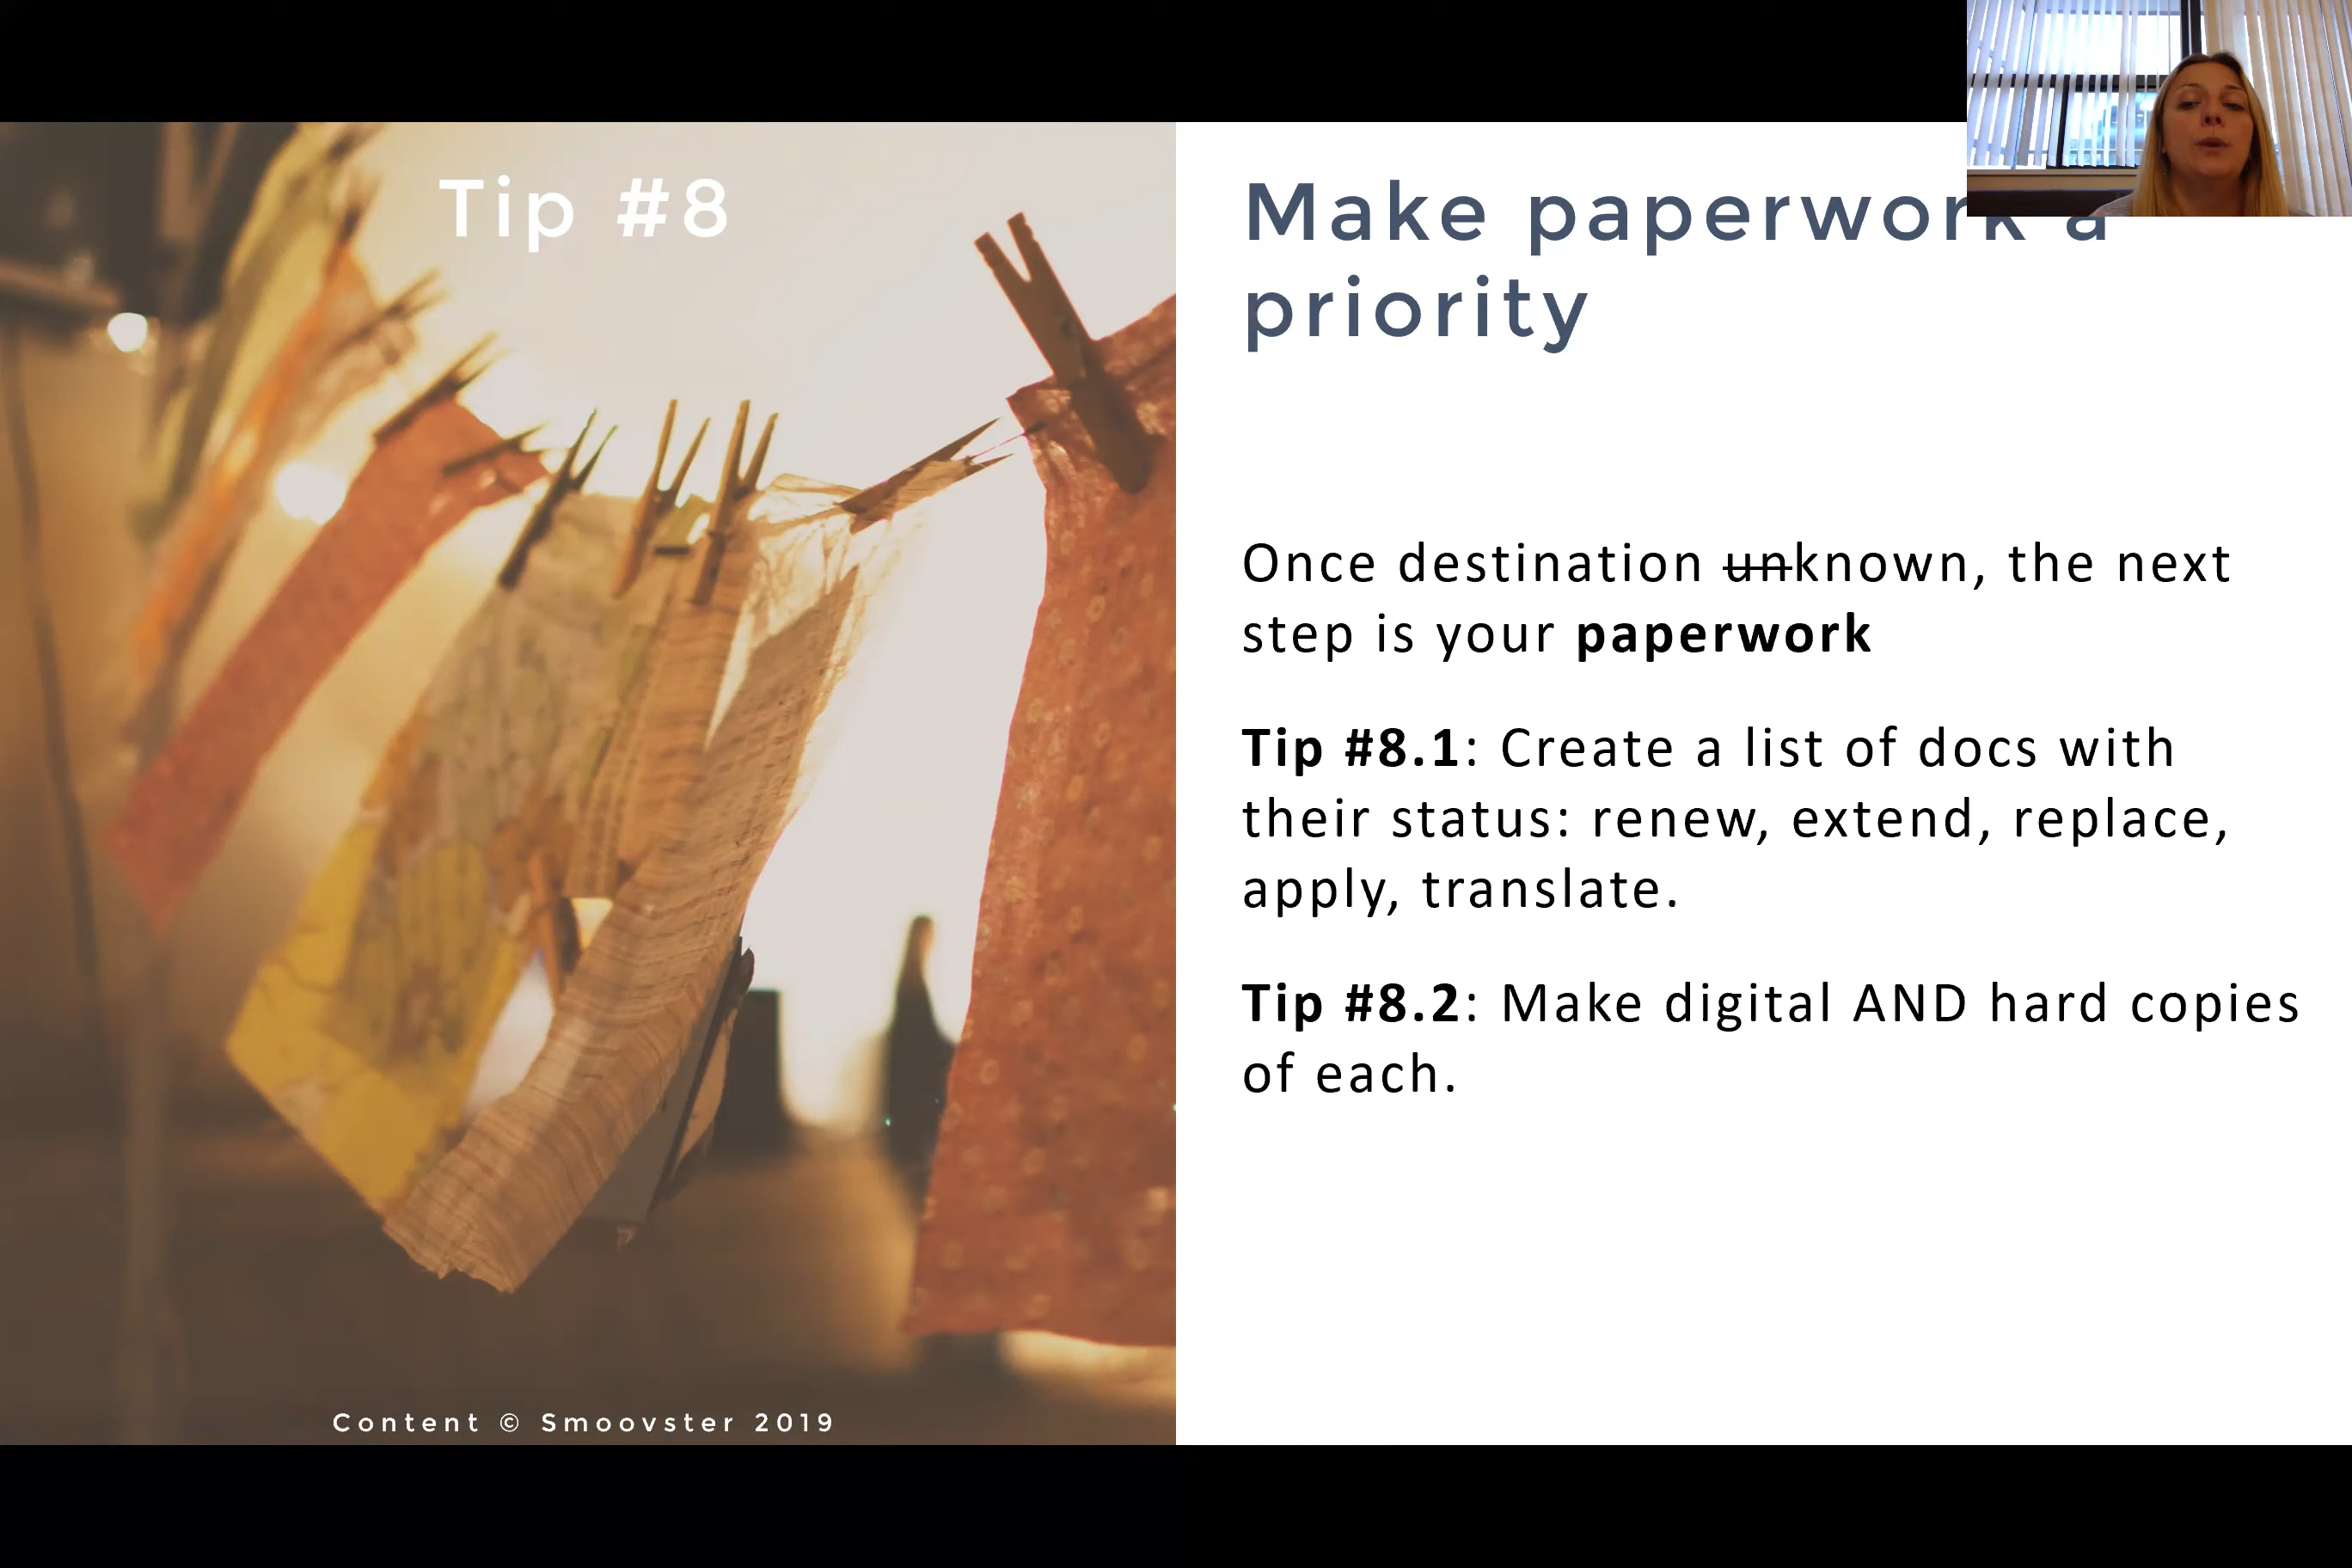 Tip #8
Make paperwork a
priority
Once destination unknown, the next
step is your paperwork
Tip #8.1: Create a list of docs with
their status: renew, extend, replace,
apply, translate.
Tip #8.2: Make digital AND hard copies
of each.
Content © Smoovster 2019